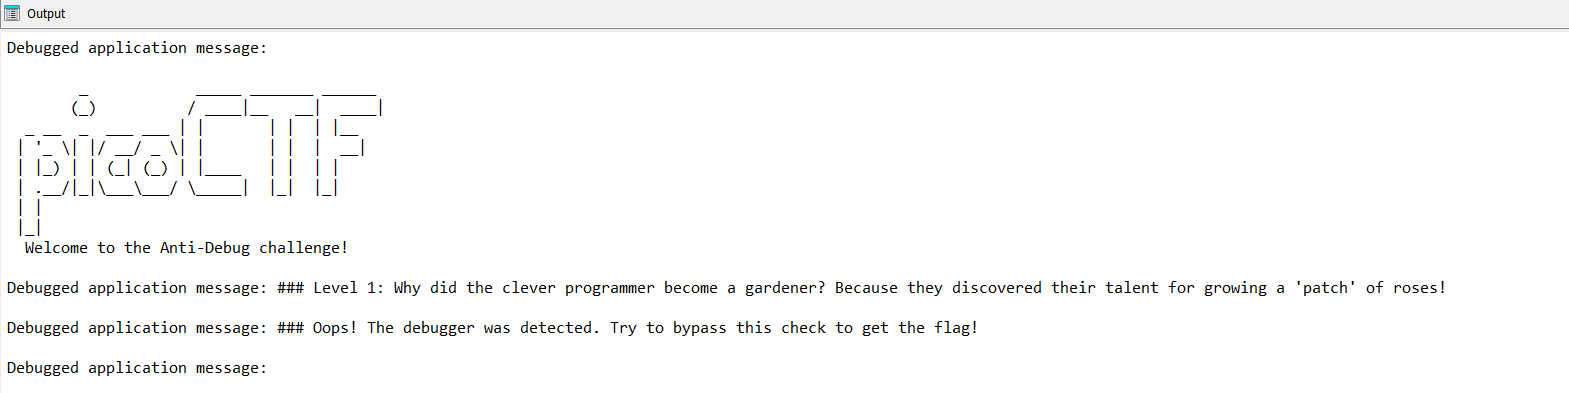 Output
Debugged application message:
picoCTF
Welcome to the Anti-Debug challenge!
Debugged application message: ### Level 1: Why did the clever programmer become a gardener? Because they discovered their talent for growing a 'patch' of roses!
Debugged application message: ### Oops! The debugger was detected. Try to bypass this check to get the flag!
Debugged application message: